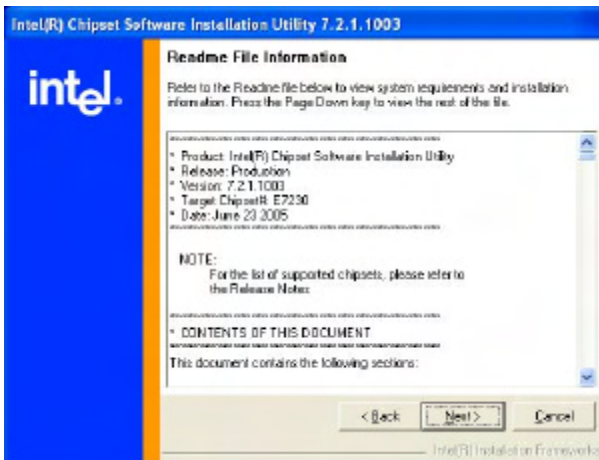 Intel(R) Chipset Software Installation Utility 7.2.1.1003
intel.
Readme File Information
Refer to the Readme file below to view system requirements and installation
information. Press the Page Down key to view the rest of the file.
************************************************************
* Product: Intel(R) Chipset Software Installation Utility
* Release: Production
* Version: 7.2.1.1003
* Target Chipset#: E7230
* Date: June 23 2005
************************************************************
NOTE:
For the list of supported chipsets, please refer to
the Release Notes
************************************************************
* CONTENTS OF THIS DOCUMENT
************************************************************
This document contains the following sections:
< Back
Next >
Cancel
Intel(R) Installation Frameworks